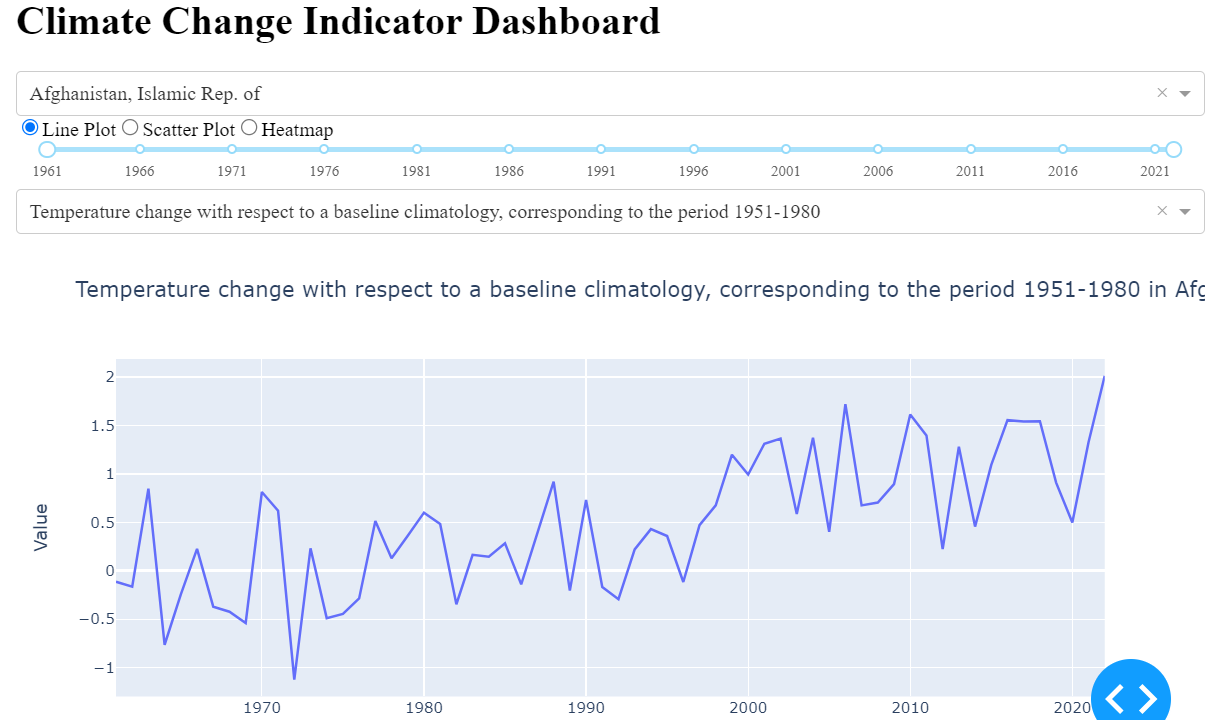 Climate Change Indicator Dashboard
Afghanistan, Islamic Rep. of
Line Plot Scatter Plot Heatmap
1961 1966 1971 1976 1981 1986 1991 1996 2001 2006 2011 2016 2021
Temperature change with respect to a baseline climatology, corresponding to the period 1951-1980
Temperature change with respect to a baseline climatology, corresponding to the period 1951-1980 in
2
1.5
1
0.5
0
−0.5
−1
Value
1970 1980 1990 2000 2010 2020